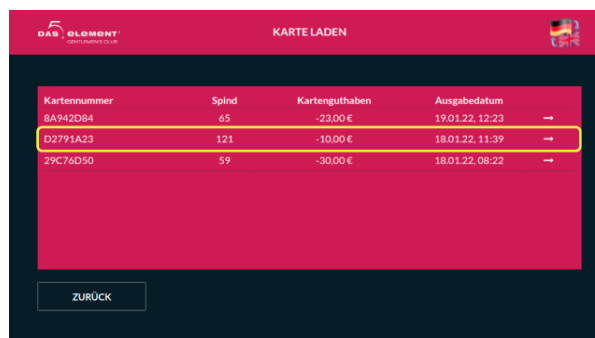 DAS 5 ELEMENT
GENTLEMEN'S CLUB
KARTE LADEN
Kartennummer Spind Kartenguthaben Ausgabedatum
8A942D84 65 -23,00 € 19.01.22, 12:23 →
D2791A23 121 -10,00 € 18.01.22, 11:39 →
29C76D50 59 -30,00 € 18.01.22, 08:22 →
ZURÜCK